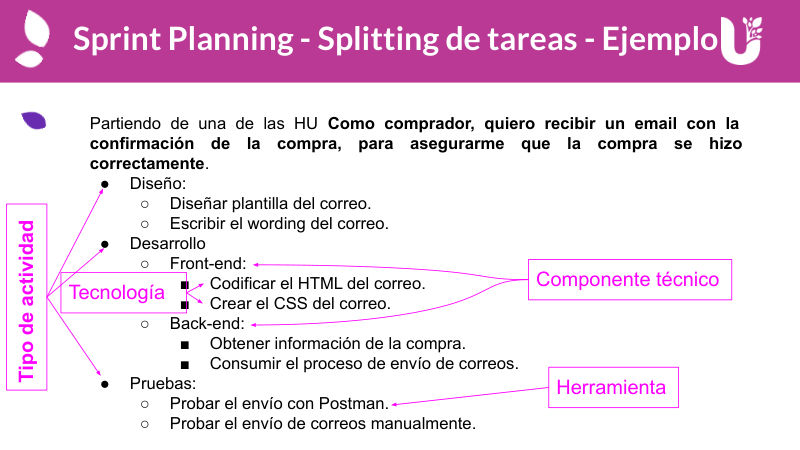 Sprint Planning - Splitting de tareas - Ejemplo
Partiendo de una de las HU Como comprador, quiero recibir un email con la
confirmación de la compra, para asegurarme que la compra se hizo
correctamente.
● Diseño:
○ Diseñar plantilla del correo.
○ Escribir el wording del correo.
● Desarrollo
○ Front-end:
■ Codificar el HTML del correo.
■ Crear el CSS del correo.
○ Back-end:
■ Obtener información de la compra.
■ Consumir el proceso de envío de correos.
● Pruebas:
○ Probar el envío con Postman.
○ Probar el envío de correos manualmente.
Tipo de actividad
Tecnología
Componente técnico
Herramienta